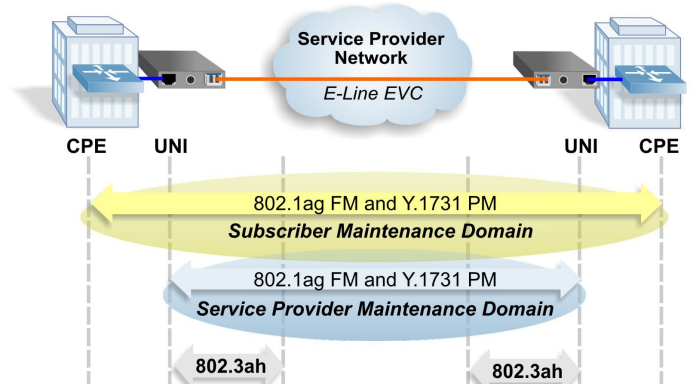 Service Provider
Network
E-Line EVC
CPE
UNI
UNI
CPE
802.1ag FM and Y.1731 PM
Subscriber Maintenance Domain
802.1ag FM and Y.1731 PM
Service Provider Maintenance Domain
802.3ah
802.3ah